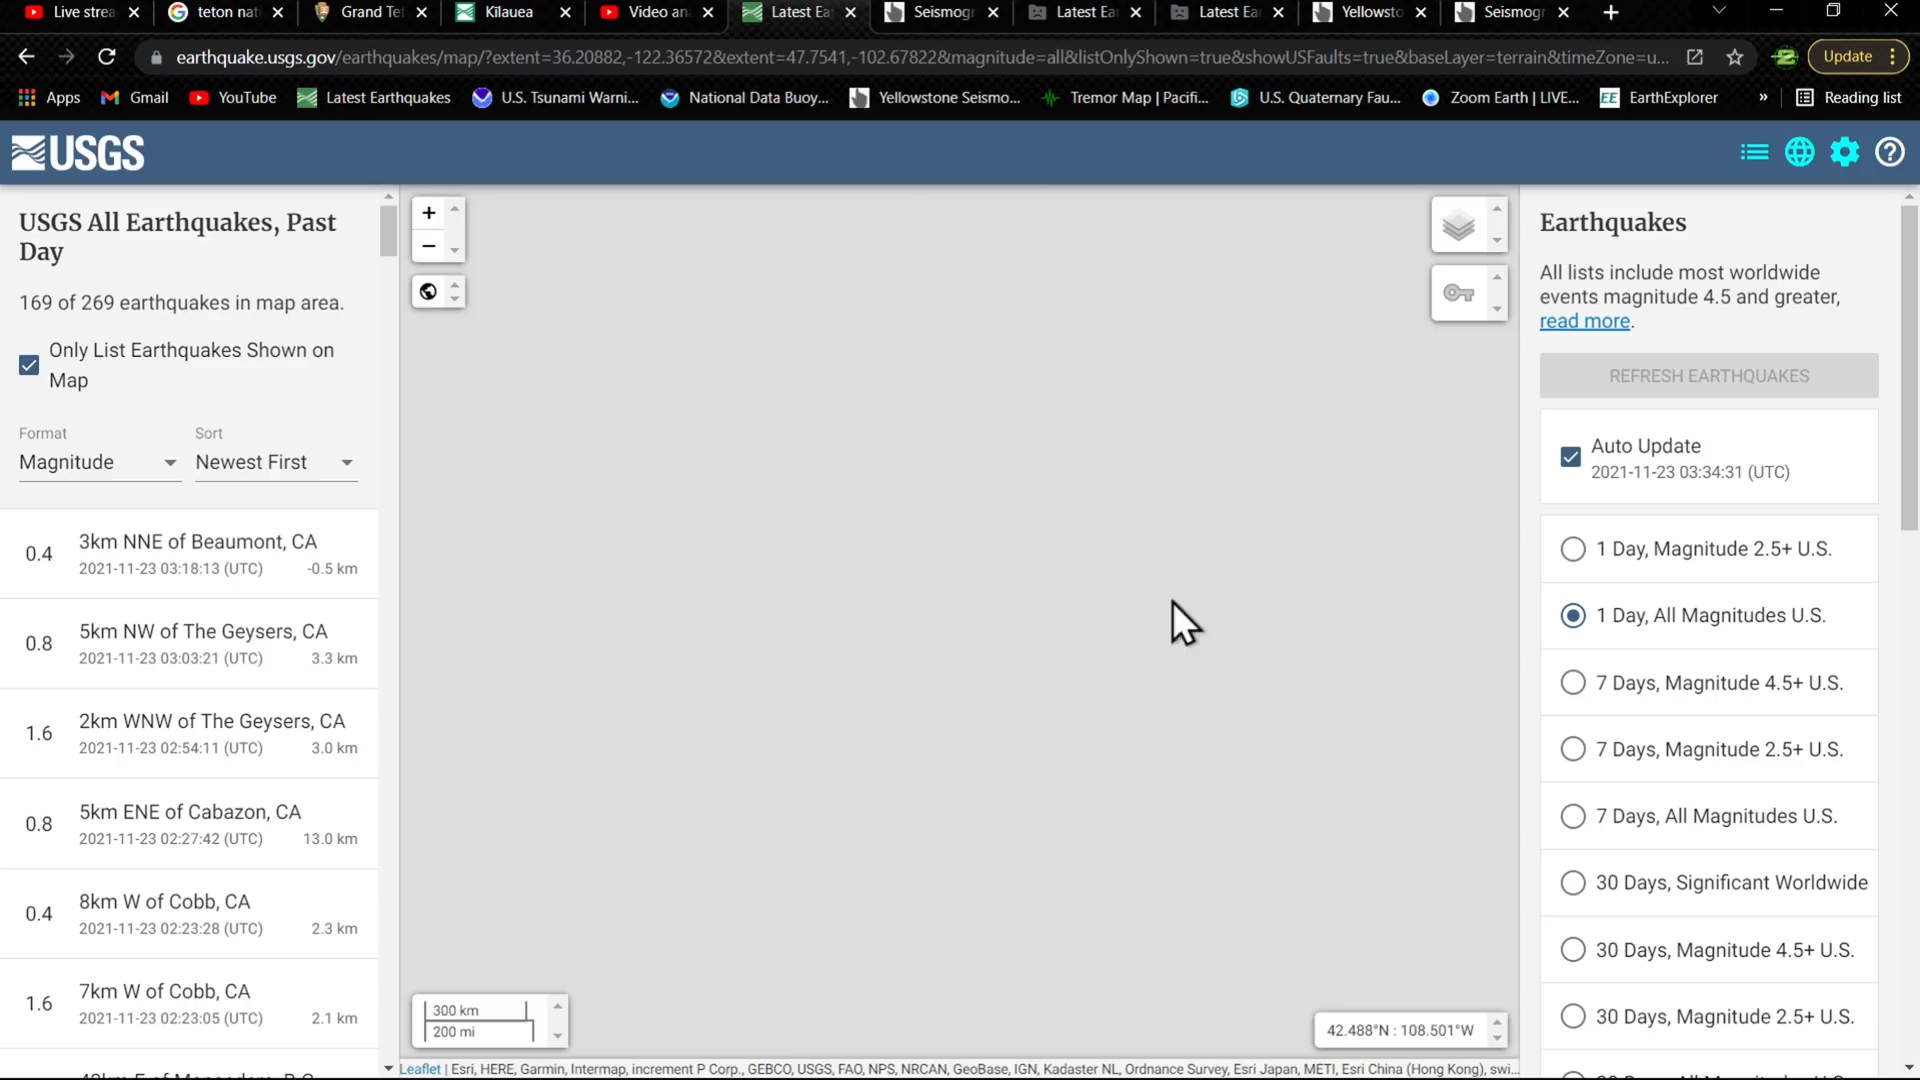 Live strea
teton nati
Grand Tet
Kilauea
Video an
Latest Ea
Seismogr
Latest Ea
Latest Ea
Yellowsto
Seismogr
earthquake.usgs.gov/earthquakes/map/?extent=36.20882,-122.36572&extent=47.7541,-102.67822&magnitude=all&listOnlyShown=true&showUSFaults=true&baseLayer=terrain&timeZone=u...
Update
Apps
Gmail
YouTube
Latest Earthquakes
U.S. Tsunami Warni...
National Data Buoy...
Yellowstone Seismo...
Tremor Map | Pacifi...
U.S. Quaternary Fau...
Zoom Earth | LIVE...
EE EarthExplorer
»
Reading list
USGS
USGS All Earthquakes, Past
Day
169 of 269 earthquakes in map area.
Only List Earthquakes Shown on
Map
Format
Sort
Magnitude
Newest First
0.4
3km NNE of Beaumont, CA
2021-11-23 03:18:13 (UTC)
-0.5 km
0.8
5km NW of The Geysers, CA
2021-11-23 03:03:21 (UTC)
3.3 km
1.6
2km WNW of The Geysers, CA
2021-11-23 02:54:11 (UTC)
3.0 km
0.8
5km ENE of Cabazon, CA
2021-11-23 02:27:42 (UTC)
13.0 km
0.4
8km W of Cobb, CA
2021-11-23 02:23:28 (UTC)
2.3 km
1.6
7km W of Cobb, CA
2021-11-23 02:23:05 (UTC)
2.1 km
+
−
300 km
200 mi
42.488°N : 108.501°W
Leaflet | Esri, HERE, Garmin, Intermap, increment P Corp., GEBCO, USGS, FAO, NPS, NRCAN, GeoBase, IGN, Kadaster NL, Ordnance Survey, Esri Japan, METI, Esri China (Hong Kong), swi...
Earthquakes
All lists include most worldwide
events magnitude 4.5 and greater,
read more.
REFRESH EARTHQUAKES
Auto Update
2021-11-23 03:34:31 (UTC)
1 Day, Magnitude 2.5+ U.S.
1 Day, All Magnitudes U.S.
7 Days, Magnitude 4.5+ U.S.
7 Days, Magnitude 2.5+ U.S.
7 Days, All Magnitudes U.S.
30 Days, Significant Worldwide
30 Days, Magnitude 4.5+ U.S.
30 Days, Magnitude 2.5+ U.S.